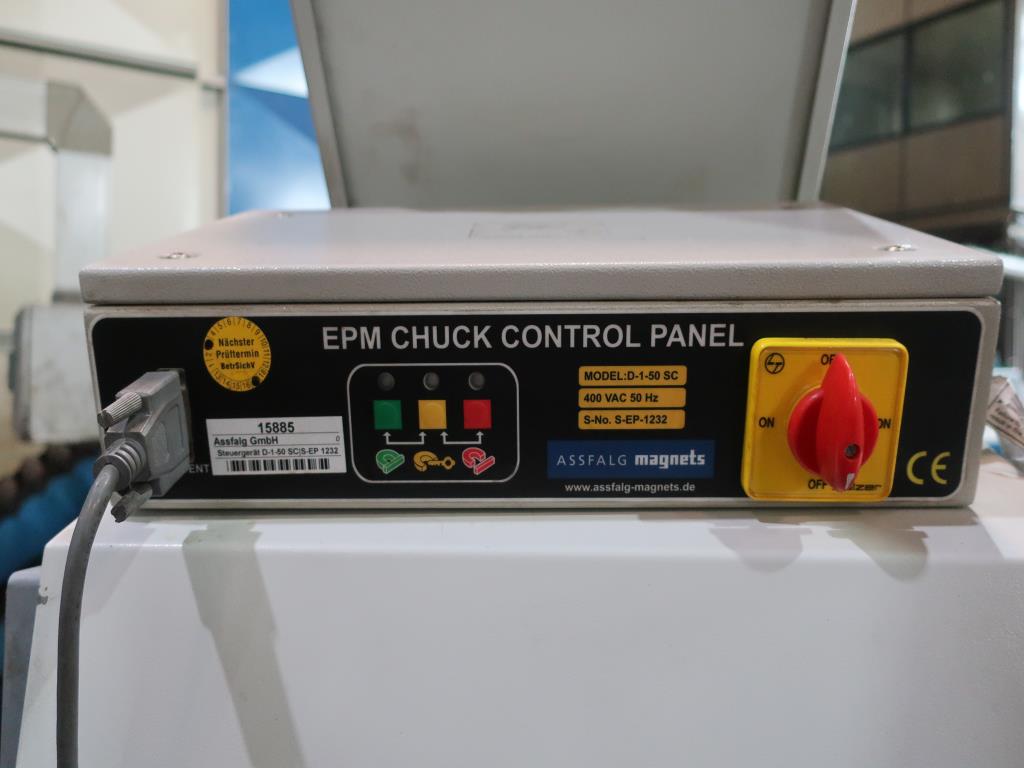 EPM CHUCK CONTROL PANEL
Nächster
Prüftermin
BetrSichV
15885
Assfalg GmbH 0
Steuergerät D-1-50 SC|S-EP 1232
MODEL:D-1-50 SC
400 VAC 50 Hz
S-No. S-EP-1232
ASSFALG magnets
www.assfalg-magnets.de
ON
ON
CE